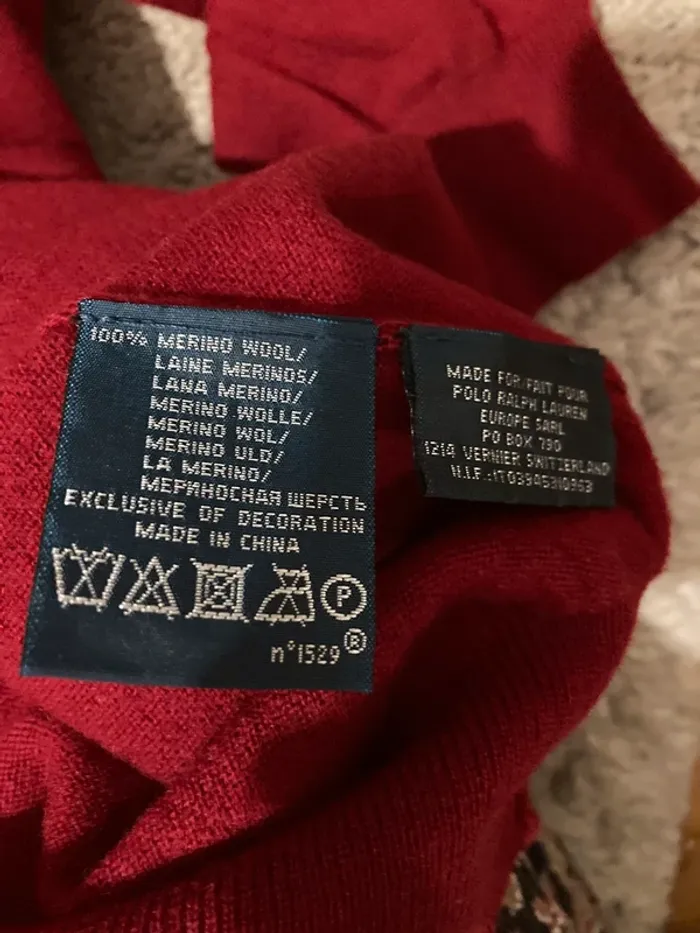 100% MERINO WOOL/
LAINE MERINOS/
LANA MERINO/
MERINO WOLLE/
MERINO WOL/
MERINO ULD/
LA MERINO/
МЕРИНОСНАЯ ШЕРСТЬ
EXCLUSIVE OF DECORATION
MADE IN CHINA
P
n°1529®
MADE FOR/FAIT POUR
POLO RALPH LAUREN
EUROPE SARL
PO BOX 730
1214 VERNIER SWITZERLAND
N.I.F.: